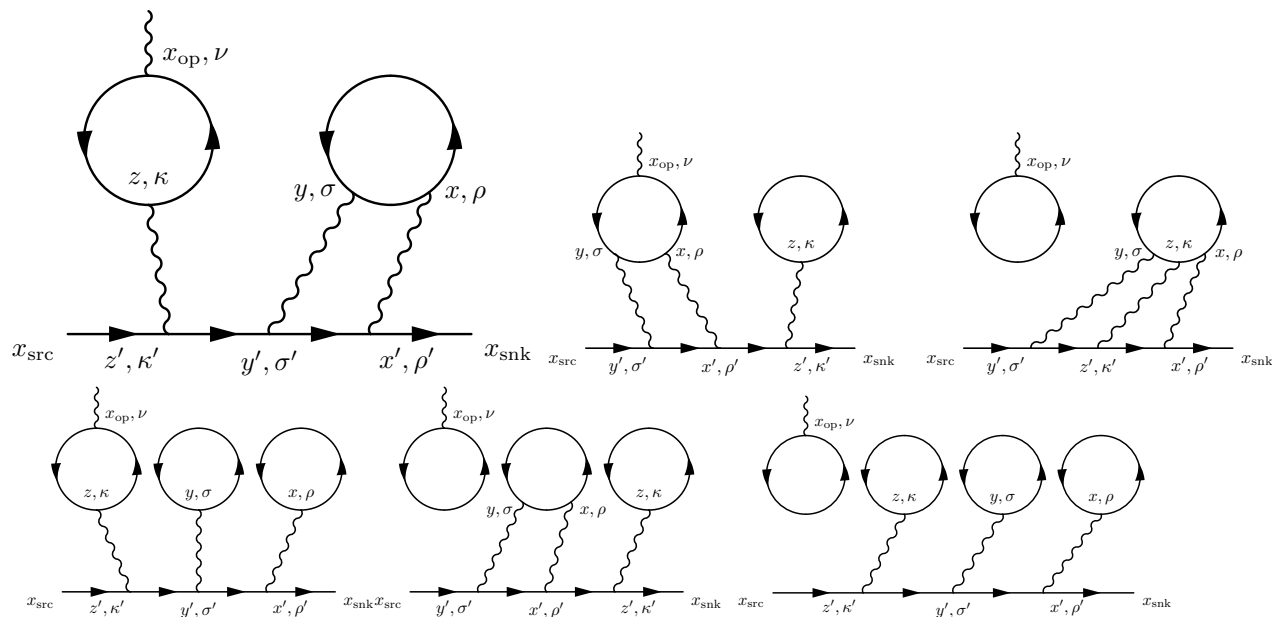 x_op, ν
z, κ
y, σ
x, ρ
x_src
z′, κ′
y′, σ′
x′, ρ′
x_snk
x_op, ν
y, σ
x, ρ
z, κ
x_src
y′, σ′
x′, ρ′
z′, κ′
x_snk
x_op, ν
y, σ
z, κ
x, ρ
x_src
y′, σ′
z′, κ′
x′, ρ′
x_snk
x_op, ν
z, κ
y, σ
x, ρ
x_src
z′, κ′
y′, σ′
x′, ρ′
x_snk
x_op, ν
y, σ
x, ρ
z, κ
x_src
y′, σ′
x′, ρ′
z′, κ′
x_snk
x_op, ν
z, κ
y, σ
x, ρ
x_src
z′, κ′
y′, σ′
x′, ρ′
x_snk